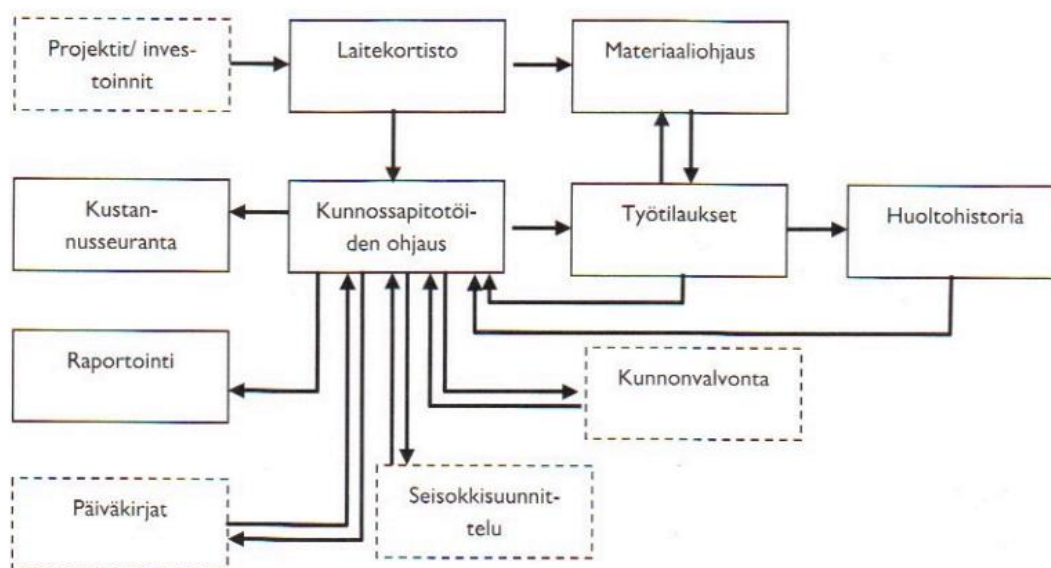 Projektit/ inves-
toinnit
Laitekortisto
Materiaaliohjaus
Kustan-
nusseuranta
Kunnossapitotöi-
den ohjaus
Työtilaukset
Huoltohistoria
Raportointi
Kunnonvalvonta
Päiväkirjat
Seisokkisuunnit-
telu